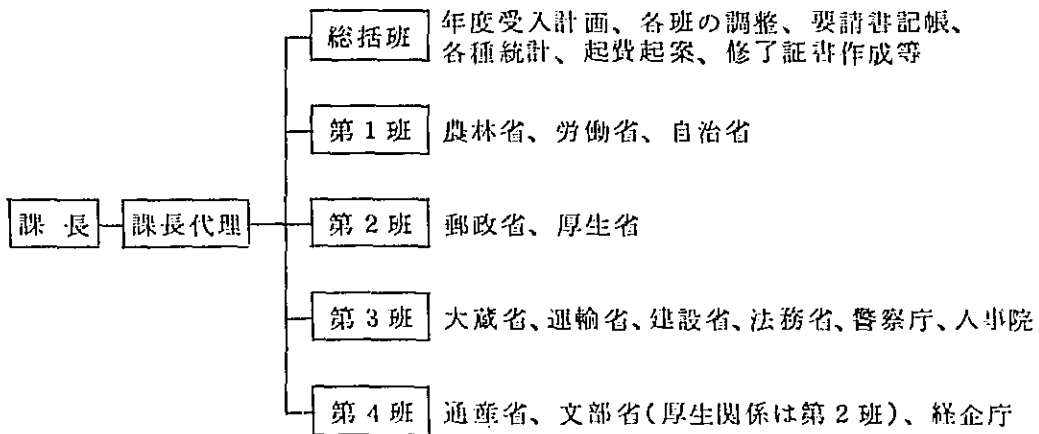 総括班 年度受入計画、各班の調整、要請書記帳、
各種統計、起費起案、修了証書作成等
第1班 農林省、労働省、自治省
課 長 課長代理 第2班 郵政省、厚生省
第3班 大蔵省、運輸省、建設省、法務省、警察庁、人事院
第4班 通産省、文部省(厚生関係は第2班)、経企庁